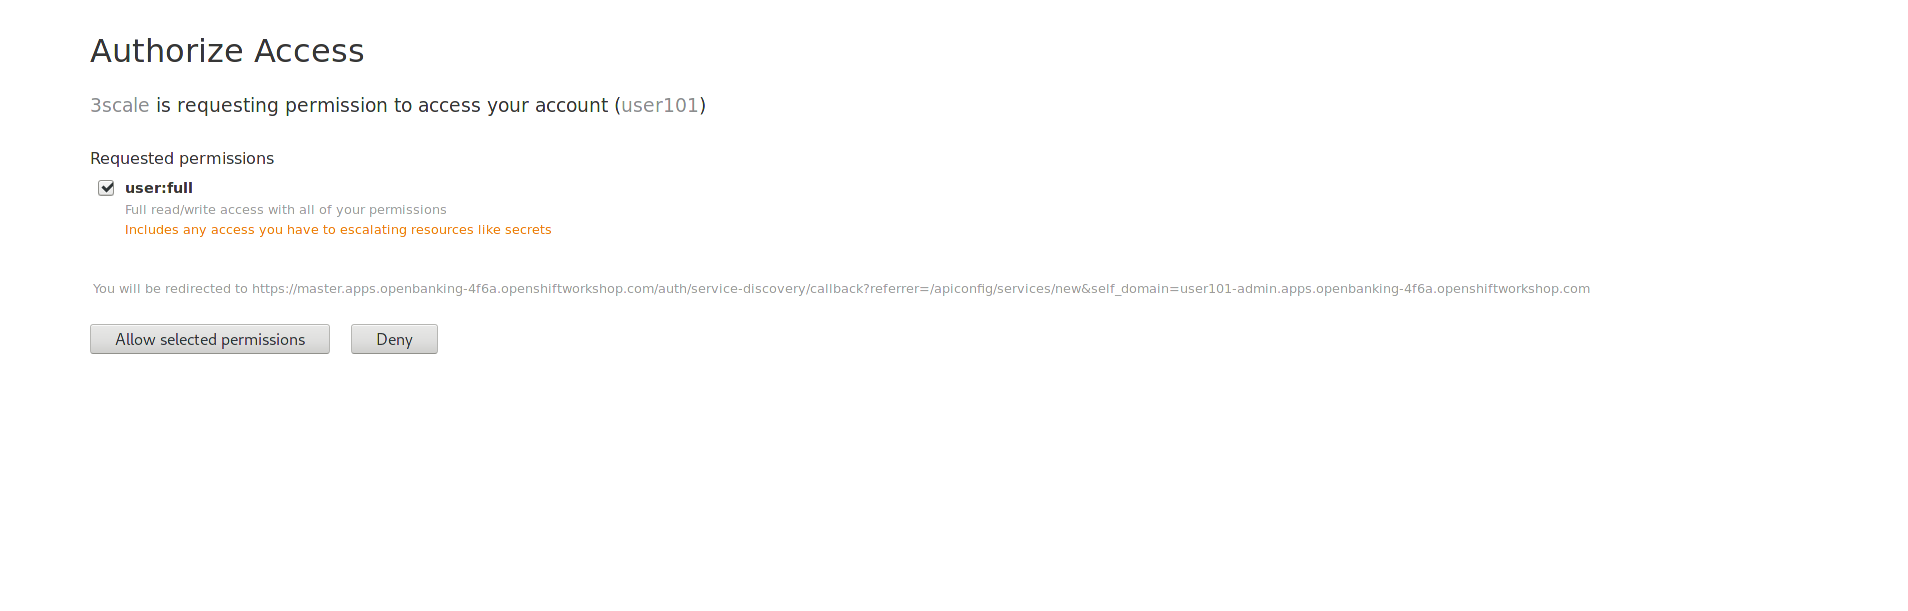 Authorize Access
3scale is requesting permission to access your account (user101)
Requested permissions
user:full
Full read/write access with all of your permissions
Includes any access you have to escalating resources like secrets
You will be redirected to https://master.apps.openbanking-4f6a.openshiftworkshop.com/auth/service-discovery/callback?referrer=/apiconfig/services/new&self_domain=user101-admin.apps.openbanking-4f6a.openshiftworkshop.com
Allow selected permissions Deny